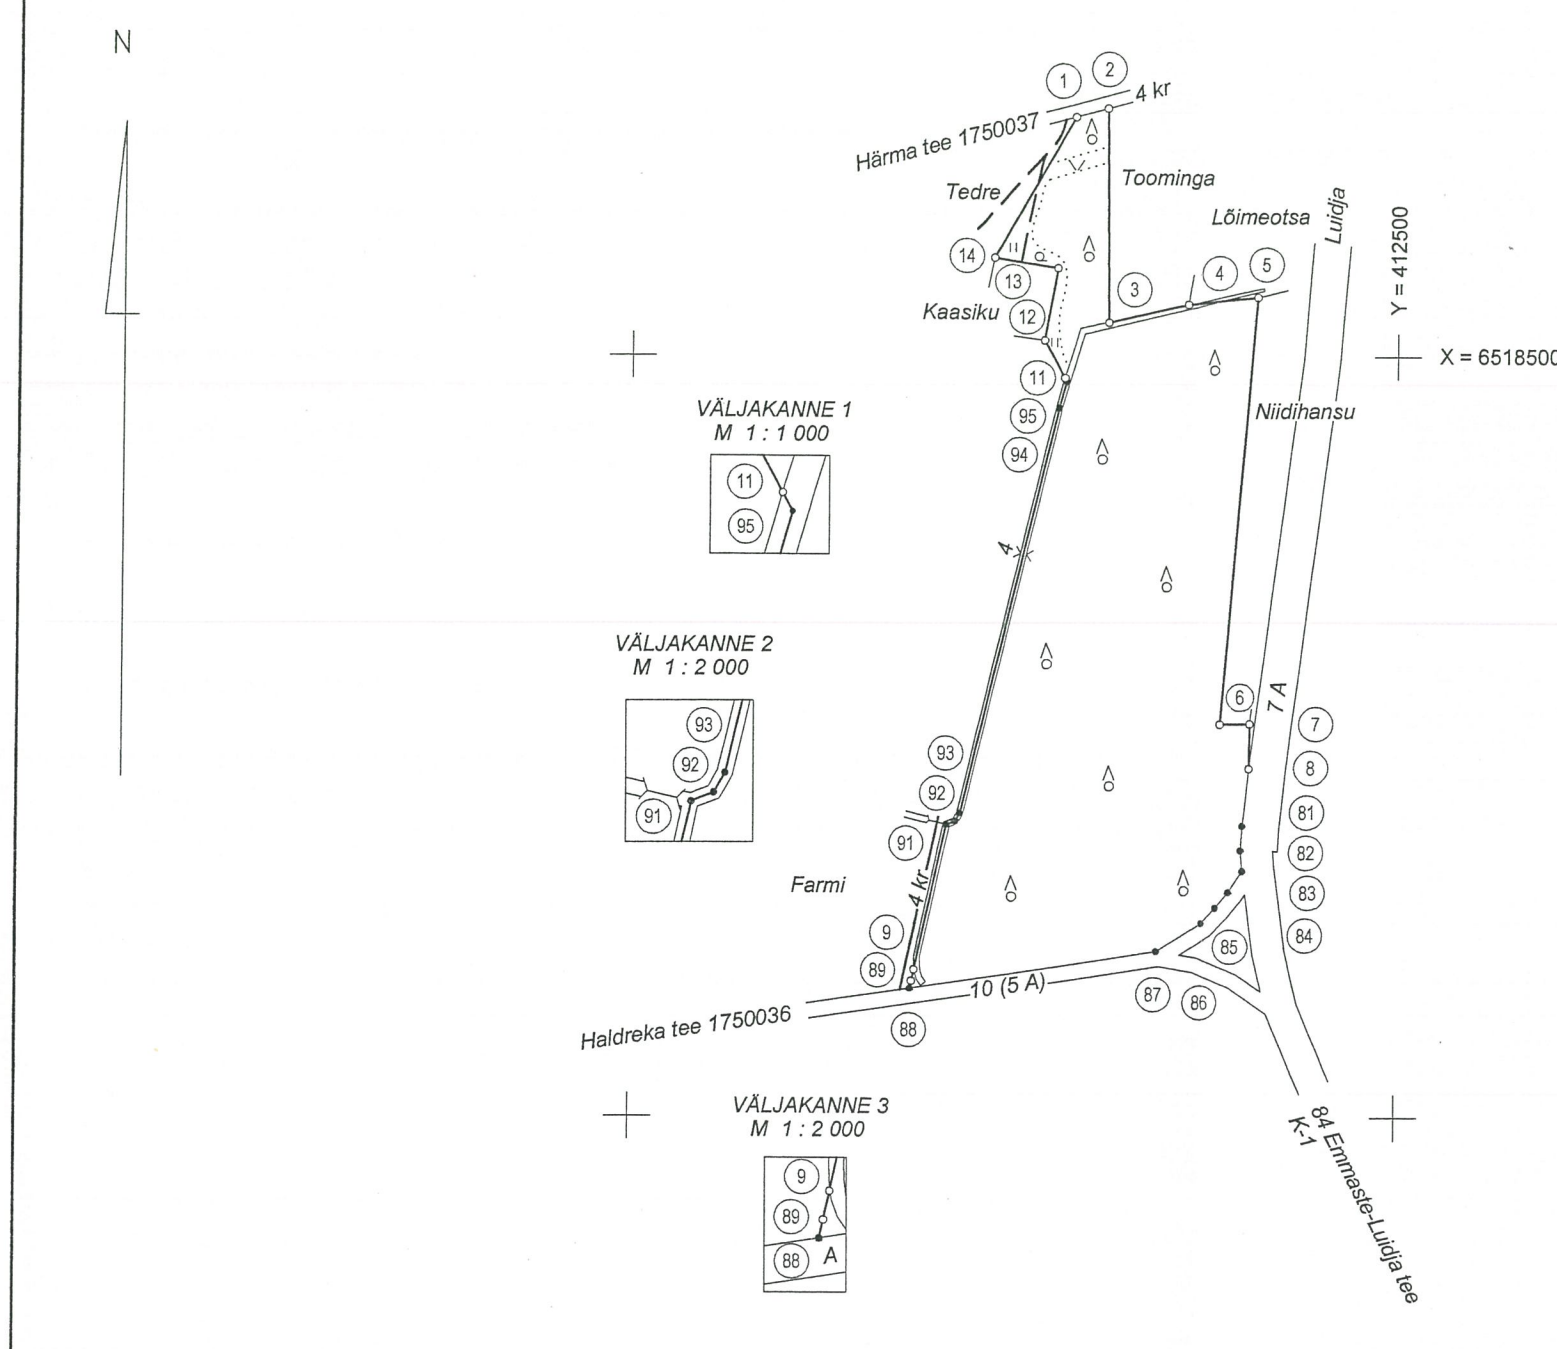 N
1
2
4 kr
Härma tee 1750037
Tedre
Toominga
Lõimeotsa
Luidja
Y = 412500
14
13
3
4
5
Kaasiku
12
X = 6518500
11
95
94
Niidihansu
VÄLJAKANNE 1
M 1 : 1 000
11
95
4
VÄLJAKANNE 2
M 1 : 2 000
93
92
91
6
7 A
7
8
93
92
91
81
82
83
84
85
Farmi
4 kr
9
89
10 (5 A)
87
86
88
Haldreka tee 1750036
VÄLJAKANNE 3
M 1 : 2 000
9
89
88
A
84 Emmaste-Luidja tee
K-1